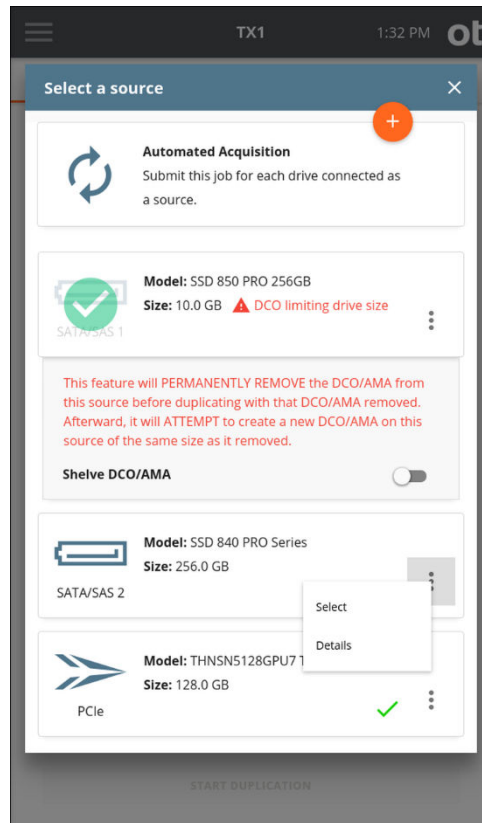 TX1
1:32 PM
ot
Select a source
Automated Acquisition
Submit this job for each drive connected as
a source.
Model: SSD 850 PRO 256GB
Size: 10.0 GB DCO limiting drive size
SATA/SAS 1
This feature will PERMANENTLY REMOVE the DCO/AMA from
this source before duplicating with that DCO/AMA removed.
Afterward, it will ATTEMPT to create a new DCO/AMA on this
source of the same size as it removed.
Shelve DCO/AMA
Model: SSD 840 PRO Series
Size: 256.0 GB
SATA/SAS 2
Select
Details
Model: THNSN5128GPU7 T
Size: 128.0 GB
PCIe
START DUPLICATION